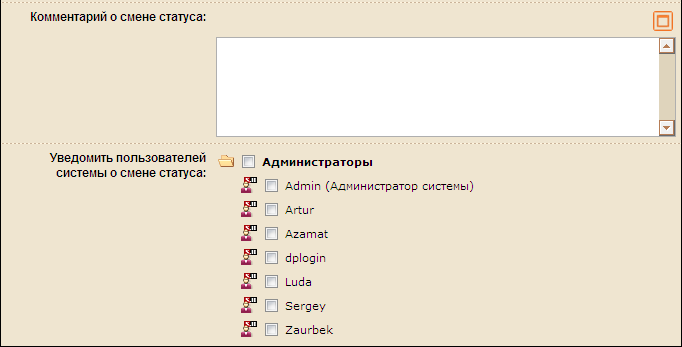 Комментарий о смене статуса:
Уведомить пользователей
системы о смене статуса:
Администраторы
Admin (Администратор системы)
Artur
Azamat
dplogin
Luda
Sergey
Zaurbek